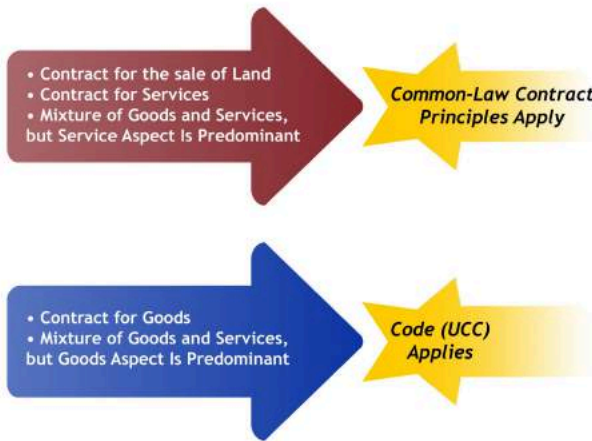 • Contract for the sale of Land
• Contract for Services
• Mixture of Goods and Services,
but Service Aspect Is Predominant
Common-Law Contract
Principles Apply
• Contract for Goods
• Mixture of Goods and Services,
but Goods Aspect Is Predominant
Code (UCC)
Applies